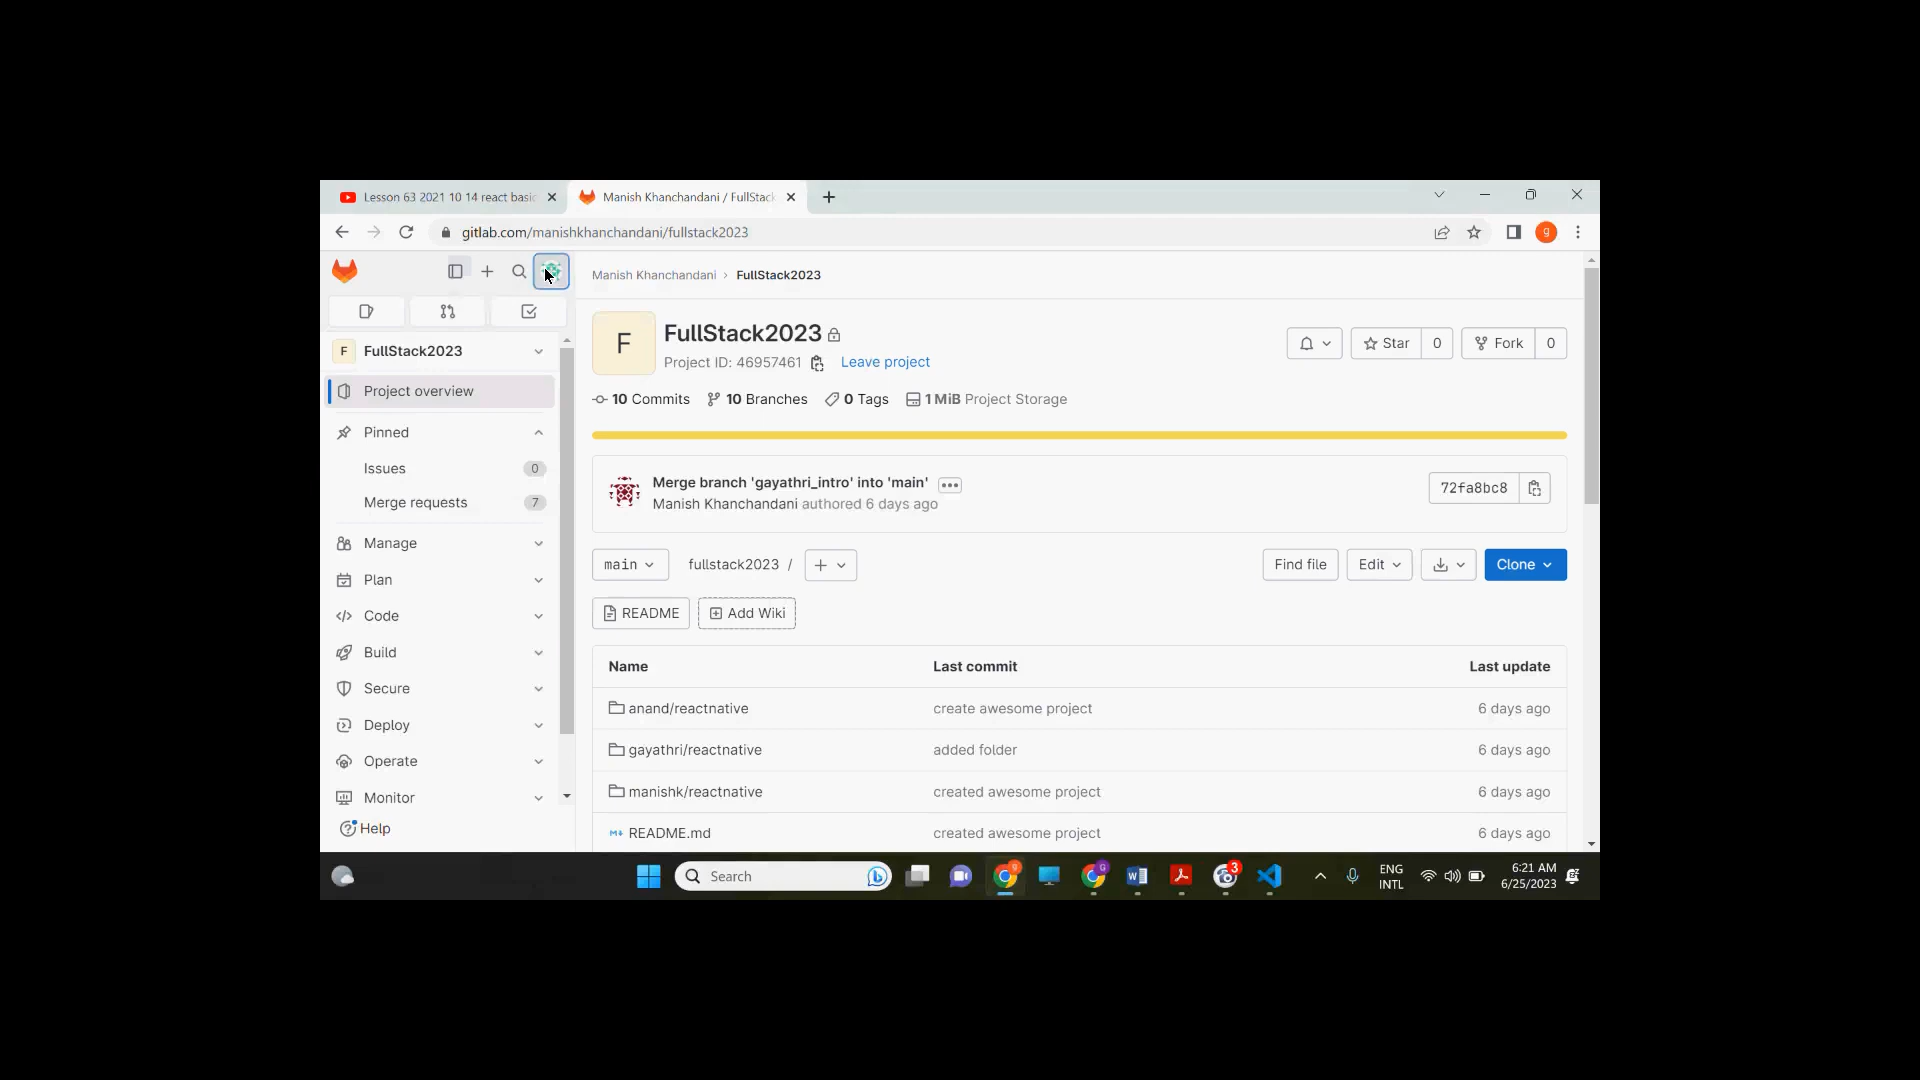 Lesson 63 2021 10 14 react basic
Manish Khanchandani / FullStack
gitlab.com/manishkhanchandani/fullstack2023
g
Manish Khanchandani › FullStack2023
F
FullStack2023
F
FullStack2023
Project ID: 46957461
Leave project
Star
0
Fork
0
Project overview
10 Commits
10 Branches
0 Tags
1 MiB Project Storage
Pinned
Issues
0
Merge requests
7
Merge branch 'gayathri_intro' into 'main'
Manish Khanchandani authored 6 days ago
72fa8bc8
Manage
Plan
Code
Build
Secure
Deploy
Operate
Monitor
Help
main
fullstack2023 /
Find file
Edit
Clone
README
Add Wiki
Name Last commit Last update
anand/reactnative create awesome project 6 days ago
gayathri/reactnative added folder 6 days ago
manishk/reactnative created awesome project 6 days ago
README.md created awesome project 6 days ago
Search
3
ENG
INTL
6:21 AM
6/25/2023